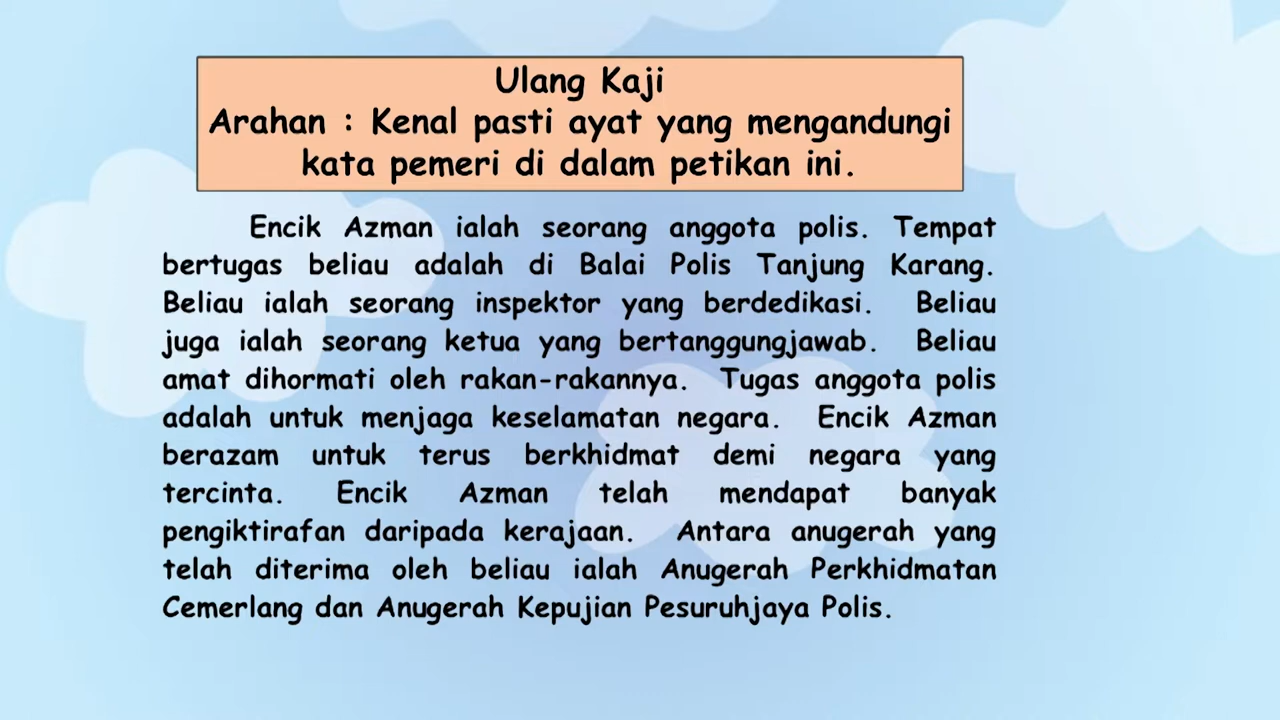 Ulang Kaji
Arahan : Kenal pasti ayat yang mengandungi
kata pemeri di dalam petikan ini.
Encik Azman ialah seorang anggota polis. Tempat
bertugas beliau adalah di Balai Polis Tanjung Karang.
Beliau ialah seorang inspektor yang berdedikasi. Beliau
juga ialah seorang ketua yang bertanggungjawab. Beliau
amat dihormati oleh rakan-rakannya. Tugas anggota polis
adalah untuk menjaga keselamatan negara. Encik Azman
berazam untuk terus berkhidmat demi negara yang
tercinta. Encik Azman telah mendapat banyak
pengiktirafan daripada kerajaan. Antara anugerah yang
telah diterima oleh beliau ialah Anugerah Perkhidmatan
Cemerlang dan Anugerah Kepujian Pesuruhjaya Polis.